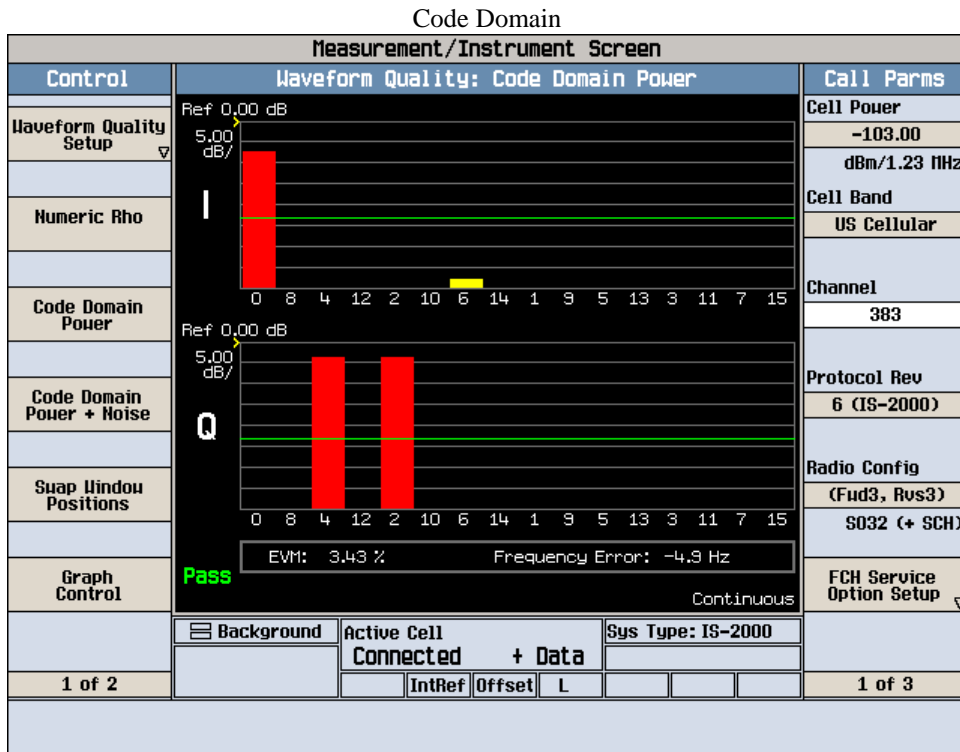 Code Domain
Measurement/Instrument Screen
Control
Waveform Quality: Code Domain Power
Call Parms
Waveform Quality
Setup
Numeric Rho
Code Domain
Power
Code Domain
Power + Noise
Swap Window
Positions
Graph
Control
1 of 2
Ref 0.00 dB
5.00
dB/
I
0 8 4 12 2 10 6 14 1 9 5 13 3 11 7 15
Ref 0.00 dB
5.00
dB/
Q
0 8 4 12 2 10 6 14 1 9 5 13 3 11 7 15
EVM: 3.43 % Frequency Error: -4.9 Hz
Pass
Continuous
Background
Active Cell
Connected + Data
Sys Type: IS-2000
IntRef Offset L
Cell Power
-103.00
dBm/1.23 MHz
Cell Band
US Cellular
Channel
383
Protocol Rev
6 (IS-2000)
Radio Config
(Fwd3, Rvs3)
SO32 (+ SCH)
FCH Service
Option Setup
1 of 3